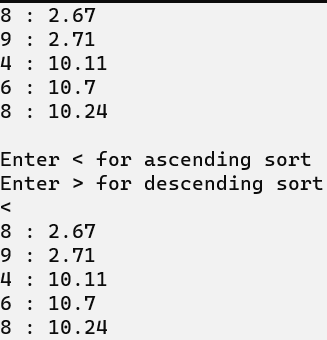 8 : 2.67
9 : 2.71
4 : 10.11
6 : 10.7
8 : 10.24

Enter < for ascending sort
Enter > for descending sort
<
8 : 2.67
9 : 2.71
4 : 10.11
6 : 10.7
8 : 10.24